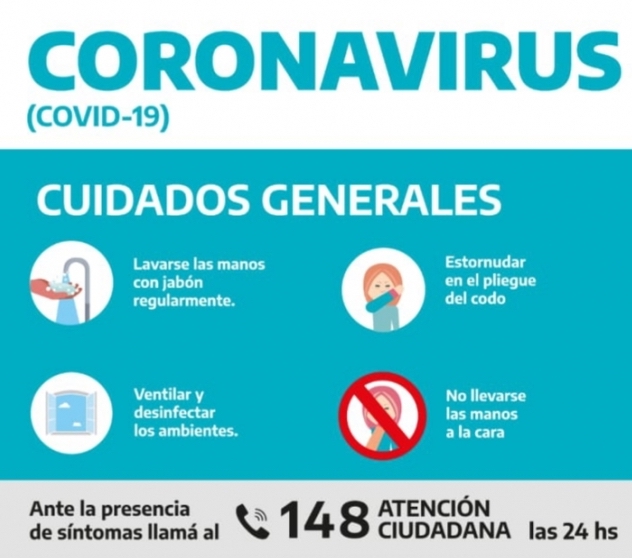 CORONAVIRUS
(COVID-19)
CUIDADOS GENERALES
Lavarse las manos
con jabón
regularmente.
Estornudar
en el pliegue
del codo
Ventilar y
desinfectar
los ambientes.
No llevarse
las manos
a la cara
Ante la presencia
de síntomas llamá al
148 ATENCIÓN
CIUDADANA las 24 hs